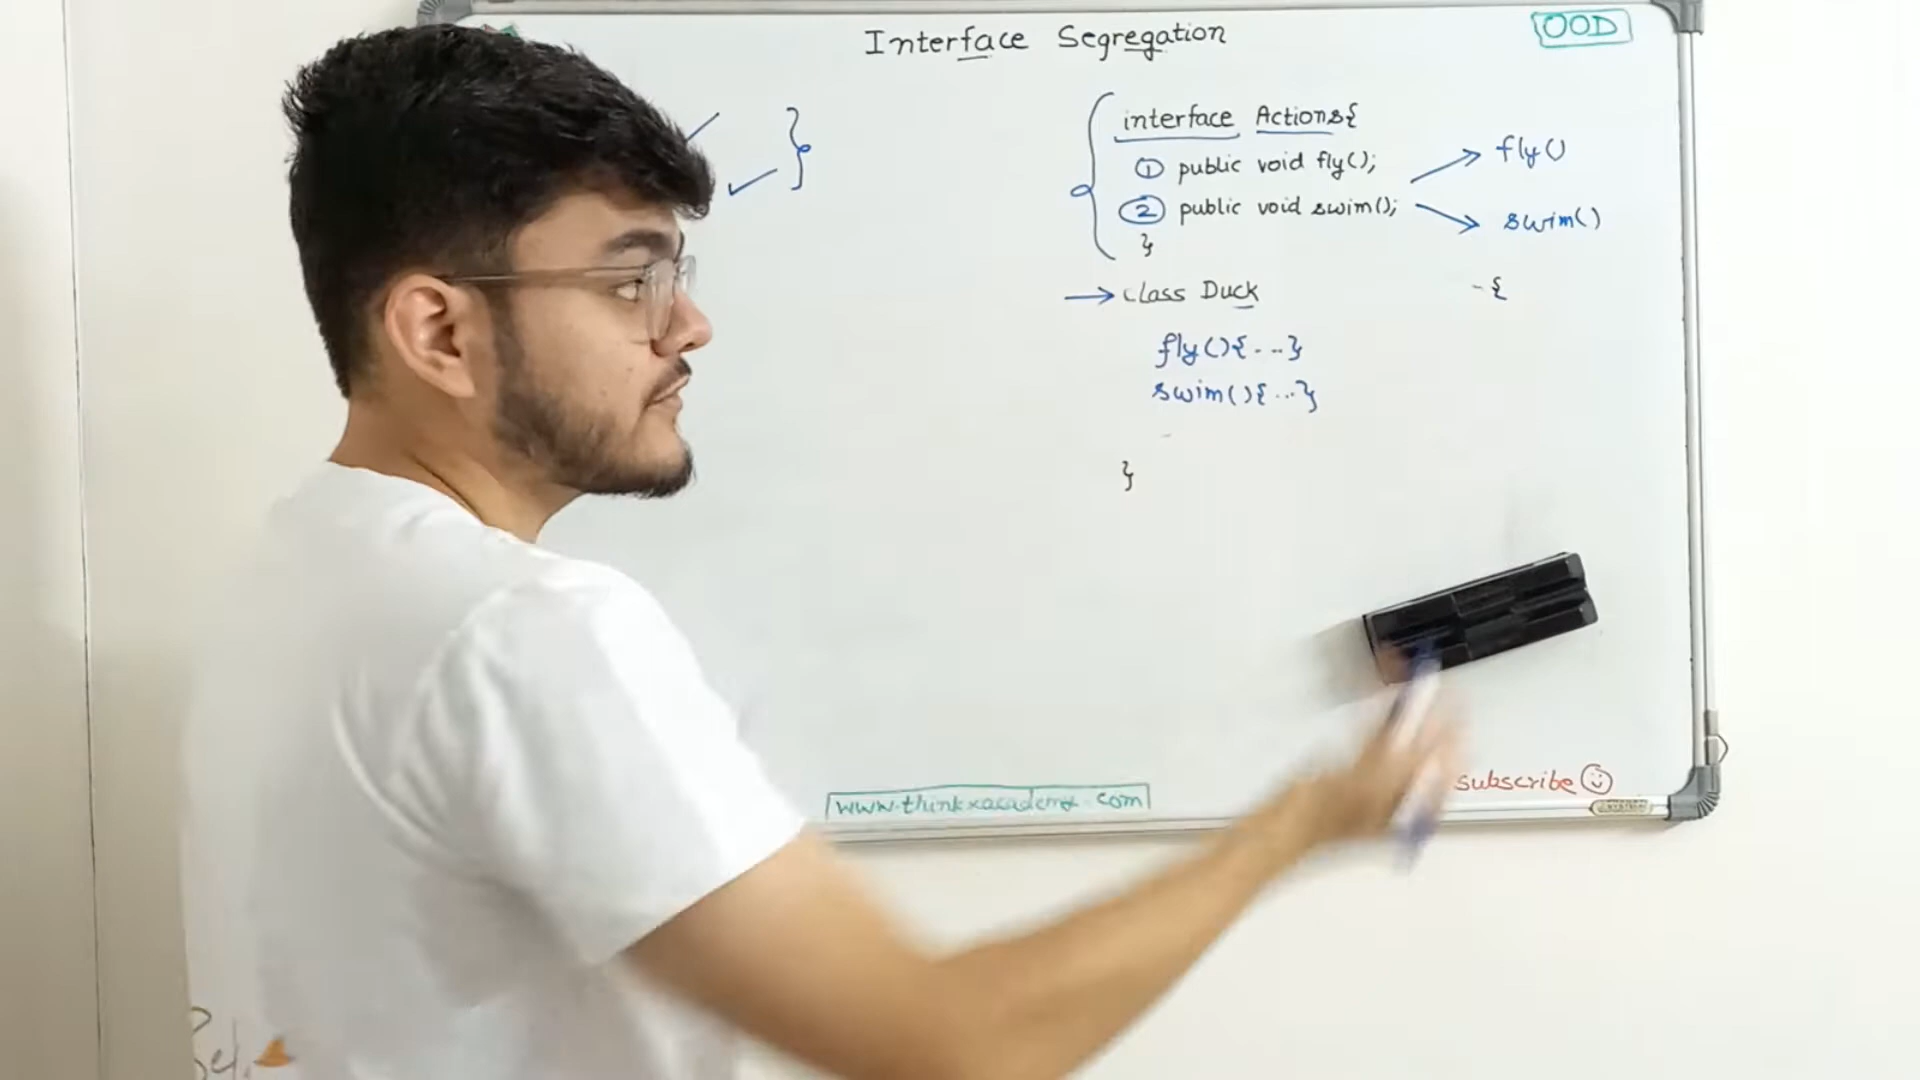 Interface Segregation
OOD
interface Actions{
① public void fly();
② public void swim();
}
fly()
swim()
class Duck
{
fly(){...}
swim(){...}
}
www.thinkxacademy.com
subscribe